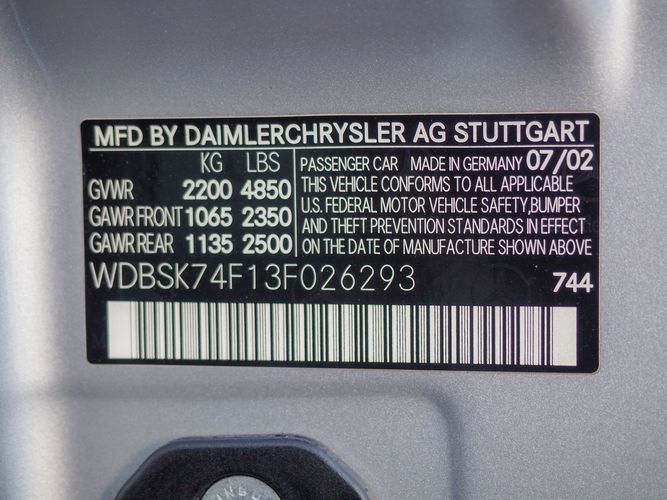 MFD BY DAIMLERCHRYSLER AG STUTTGART
KG LBS
GVWR 2200 4850
GAWR FRONT 1065 2350
GAWR REAR 1135 2500
PASSENGER CAR MADE IN GERMANY 07/02
THIS VEHICLE CONFORMS TO ALL APPLICABLE
U.S. FEDERAL MOTOR VEHICLE SAFETY, BUMPER
AND THEFT PREVENTION STANDARDS IN EFFECT
ON THE DATE OF MANUFACTURE SHOWN ABOVE
WDBSK74F13F026293 744